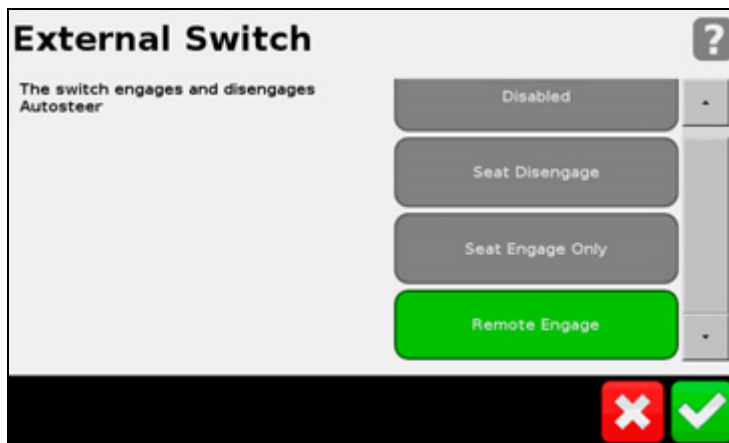 External Switch
?
The switch engages and disengages
Autosteer
Disabled
Seat Disengage
Seat Engage Only
Remote Engage